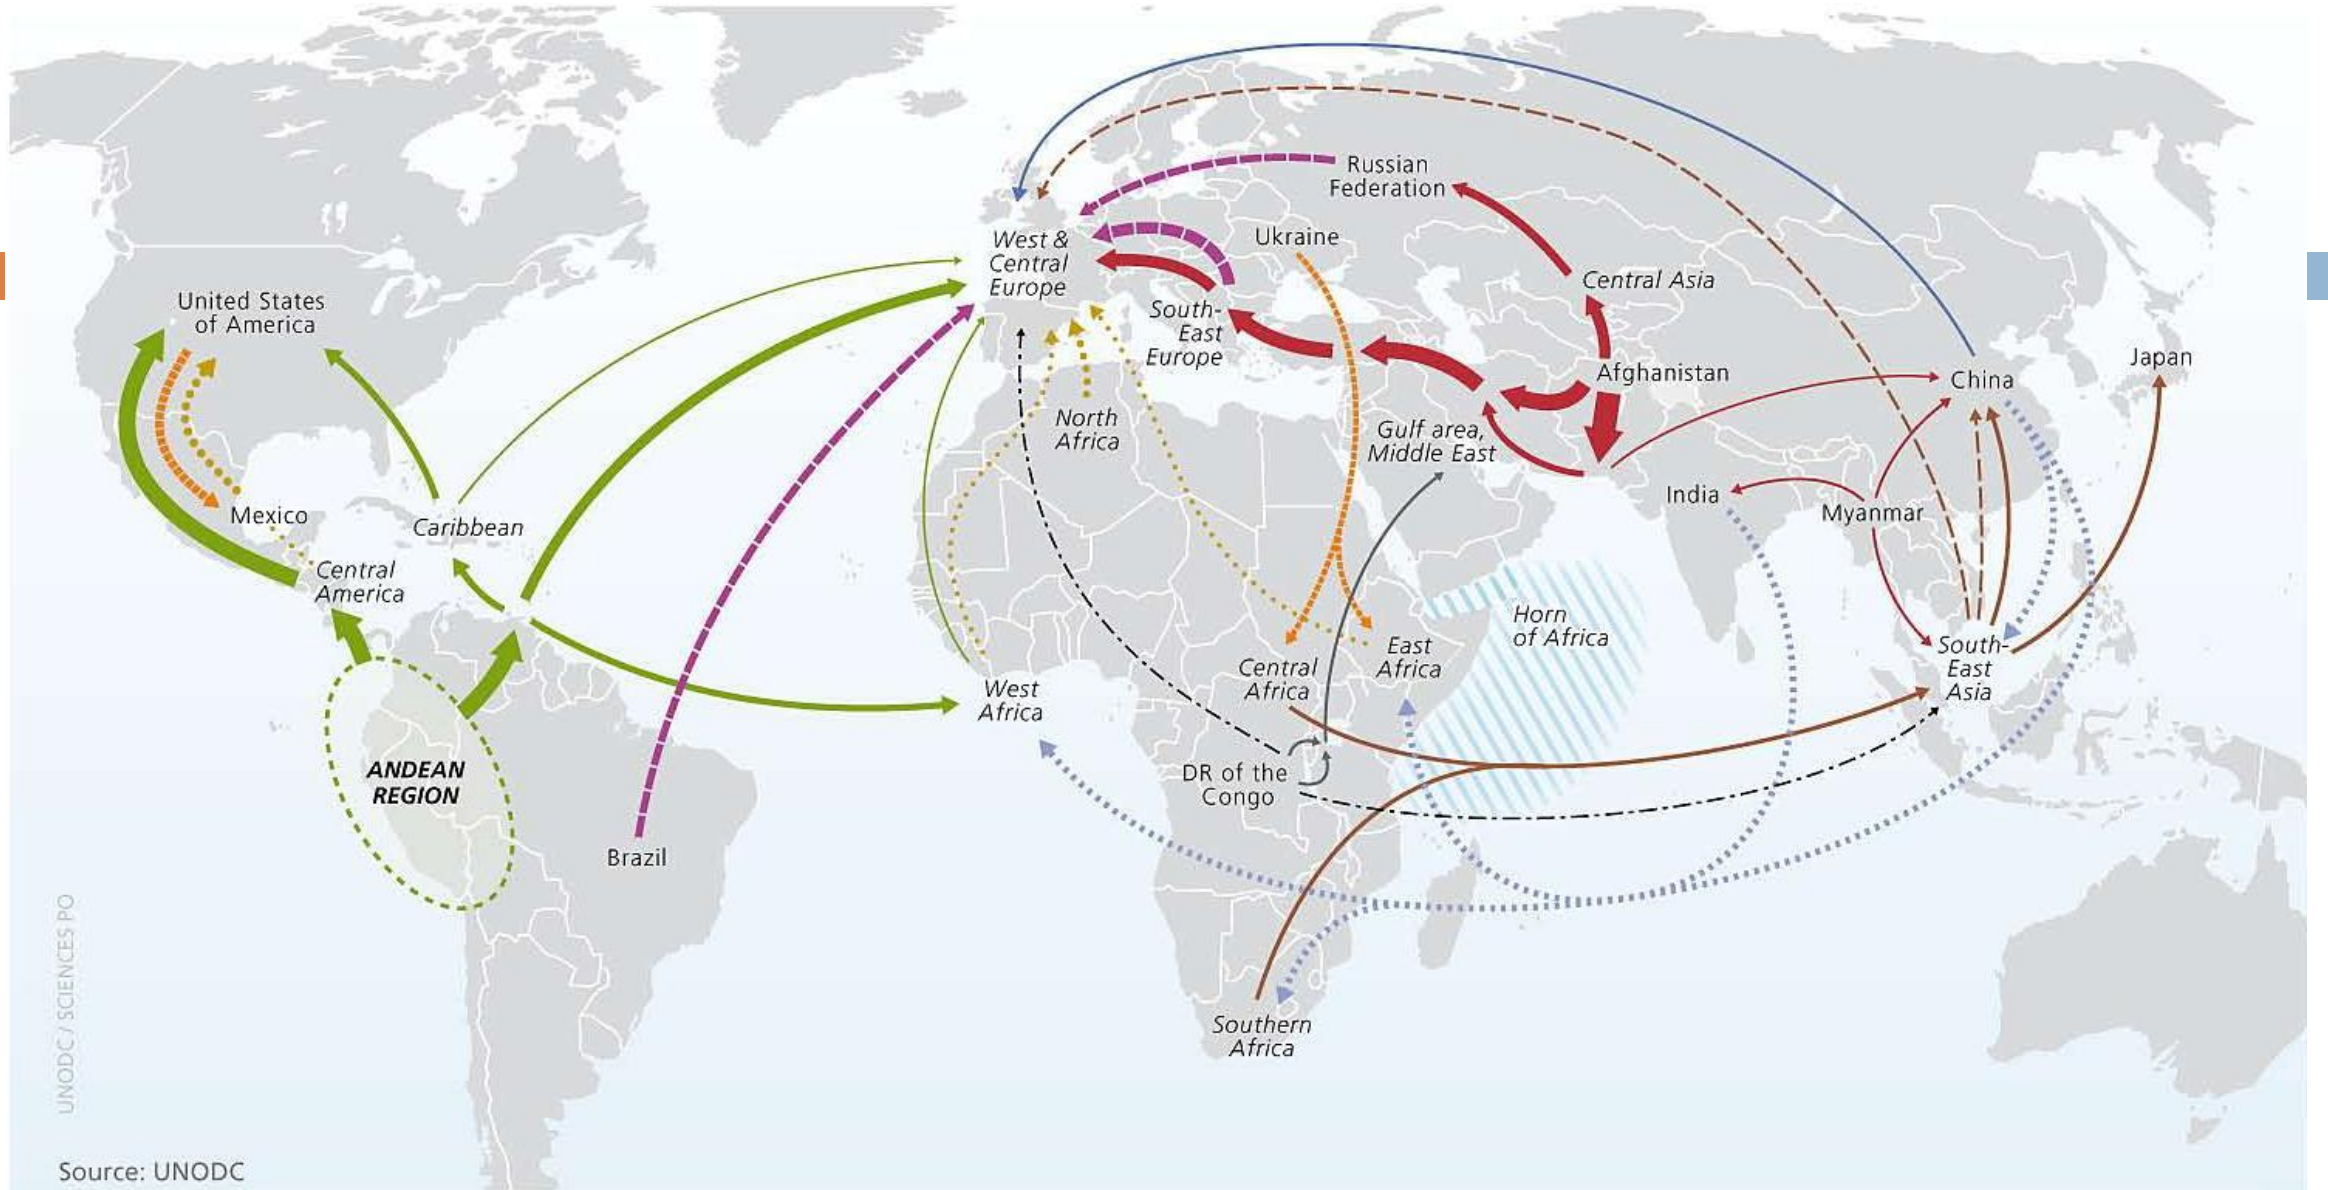 Russian
Federation
West &
Central
Europe
Ukraine
Central Asia
United States
of America
South-
East
Europe
Japan
Afghanistan
China
North
Africa
Gulf area,
Middle East
India
Mexico
Myanmar
Caribbean
Central
America
Horn
of Africa
East
Africa
South-
East
Asia
Central
Africa
West
Africa
ANDEAN
REGION
DR of the
Congo
Brazil
Southern
Africa
UNODC / SCIENCES PO
Source: UNODC